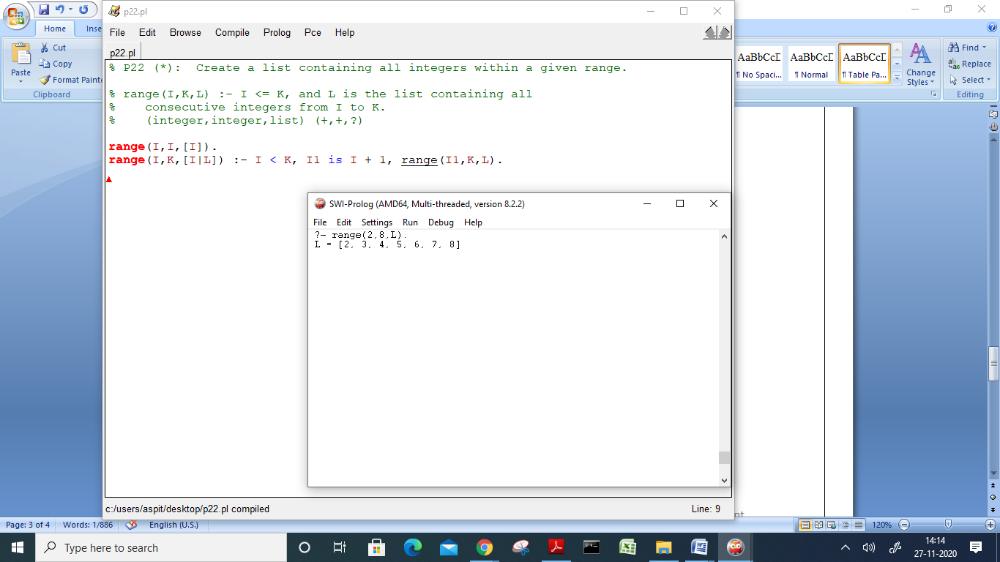 p22.pl
File Edit Browse Compile Prolog Pce Help
p22.pl
% P22 (*):  Create a list containing all integers within a given range.
% range(I,K,L) :- I <= K, and L is the list containing all
%    consecutive integers from I to K.
%    (integer,integer,list) (+,+,?)
range(I,I,[I]).
range(I,K,[I|L]) :- I < K, I1 is I + 1, range(I1,K,L).
SWI-Prolog (AMD64, Multi-threaded, version 8.2.2)
File Edit Settings Run Debug Help
?- range(2,8,L).
L = [2, 3, 4, 5, 6, 7, 8]
c:/users/aspit/desktop/p22.pl compiled
Line: 9
Home
Inse
Paste
Cut
Copy
Format Painte
Clipboard
AaBbCcI AaBbCcI AaBbCcI
¶ No Spaci... ¶ Normal ¶ Table Pa...
Change
Styles
Find
Replace
Select
Editing
Page: 3 of 4 Words: 1/886 English (U.S.)
120%
Type here to search
14:14
27-11-2020